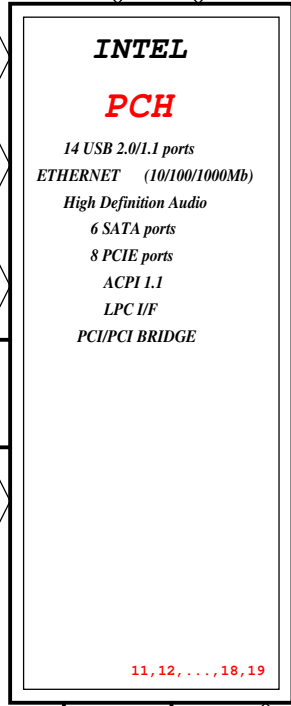 INTEL
PCH
14 USB 2.0/1.1 ports
ETHERNET (10/100/1000Mb)
High Definition Audio
6 SATA ports
8 PCIE ports
ACPI 1.1
LPC I/F
PCI/PCI BRIDGE
11,12,...,18,19